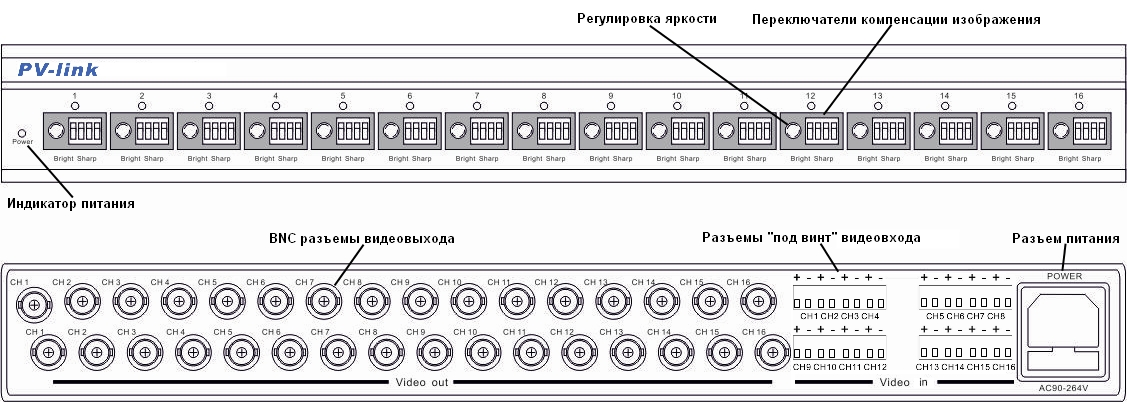 Регулировка яркости Переключатели компенсации изображения
PV-link
1 2 3 4 5 6 7 8 9 10 11 12 13 14 15 16
Power
Bright Sharp Bright Sharp Bright Sharp Bright Sharp Bright Sharp Bright Sharp Bright Sharp Bright Sharp Bright Sharp Bright Sharp Bright Sharp Bright Sharp Bright Sharp Bright Sharp Bright Sharp Bright Sharp
Индикатор питания
BNC разъемы видеовыхода Разъемы "под винт" видеовхода Разъем питания
CH 1 CH 2 CH 3 CH 4 CH 5 CH 6 CH 7 CH 8 CH 9 CH 10 CH 11 CH 12 CH 13 CH 14 CH 15 CH 16
+ - + - + - + - + - + - + - + -
POWER
CH1 CH2 CH3 CH4 CH5 CH6 CH7 CH8
CH 1 CH 2 CH 3 CH 4 CH 5 CH 6 CH 7 CH 8 CH 9 CH 10 CH 11 CH 12 CH 13 CH 14 CH 15 CH 16
+ - + - + - + - + - + - + - + -
CH9 CH10 CH11 CH12 CH13 CH14 CH15 CH16
Video out Video in
AC90-264V